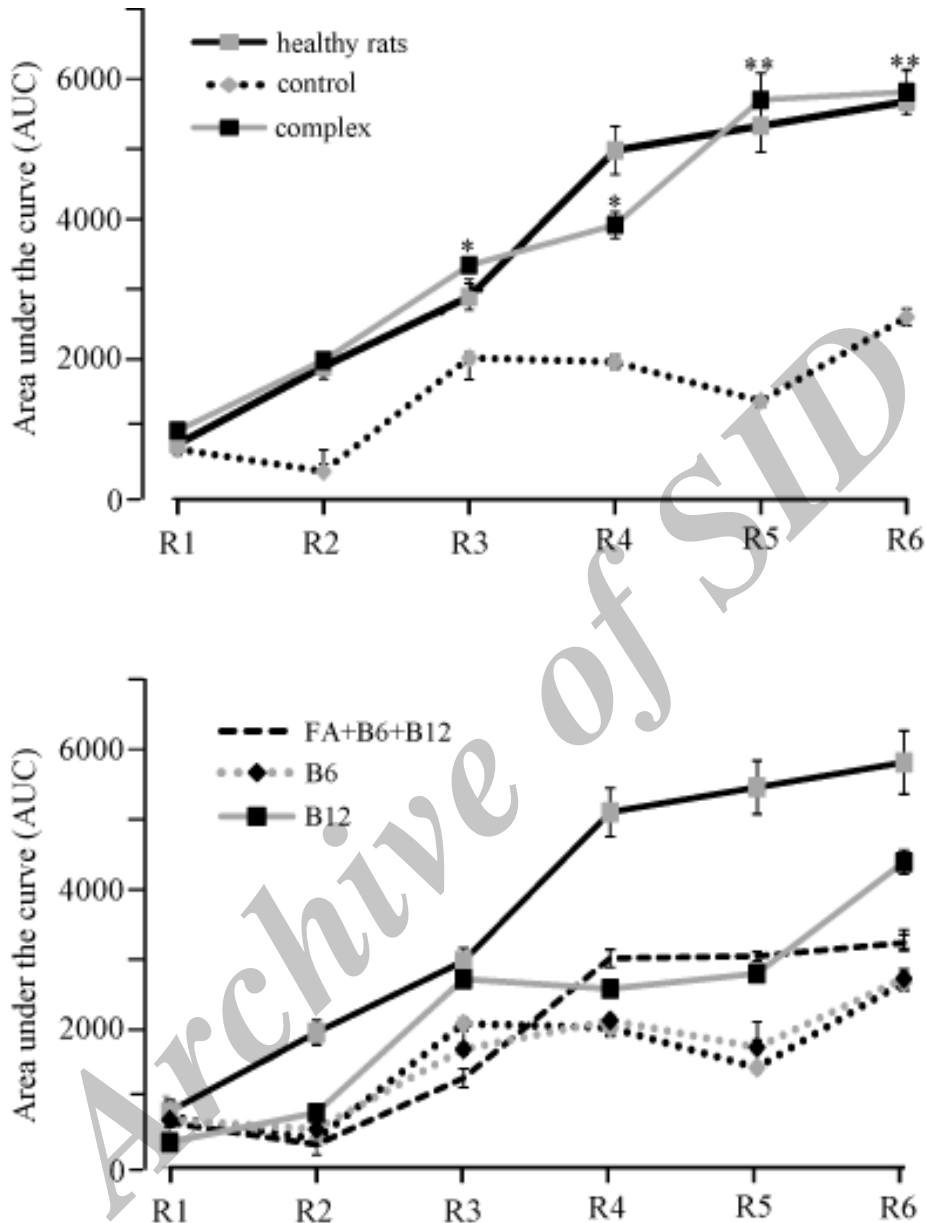 healthy rats
control
complex
Area under the curve (AUC)
6000
4000
2000
0
**
**
*
*
R1 R2 R3 R4 R5 R6
FA+B6+B12
B6
B12
Area under the curve (AUC)
6000
4000
2000
0
R1 R2 R3 R4 R5 R6
Archive of SID